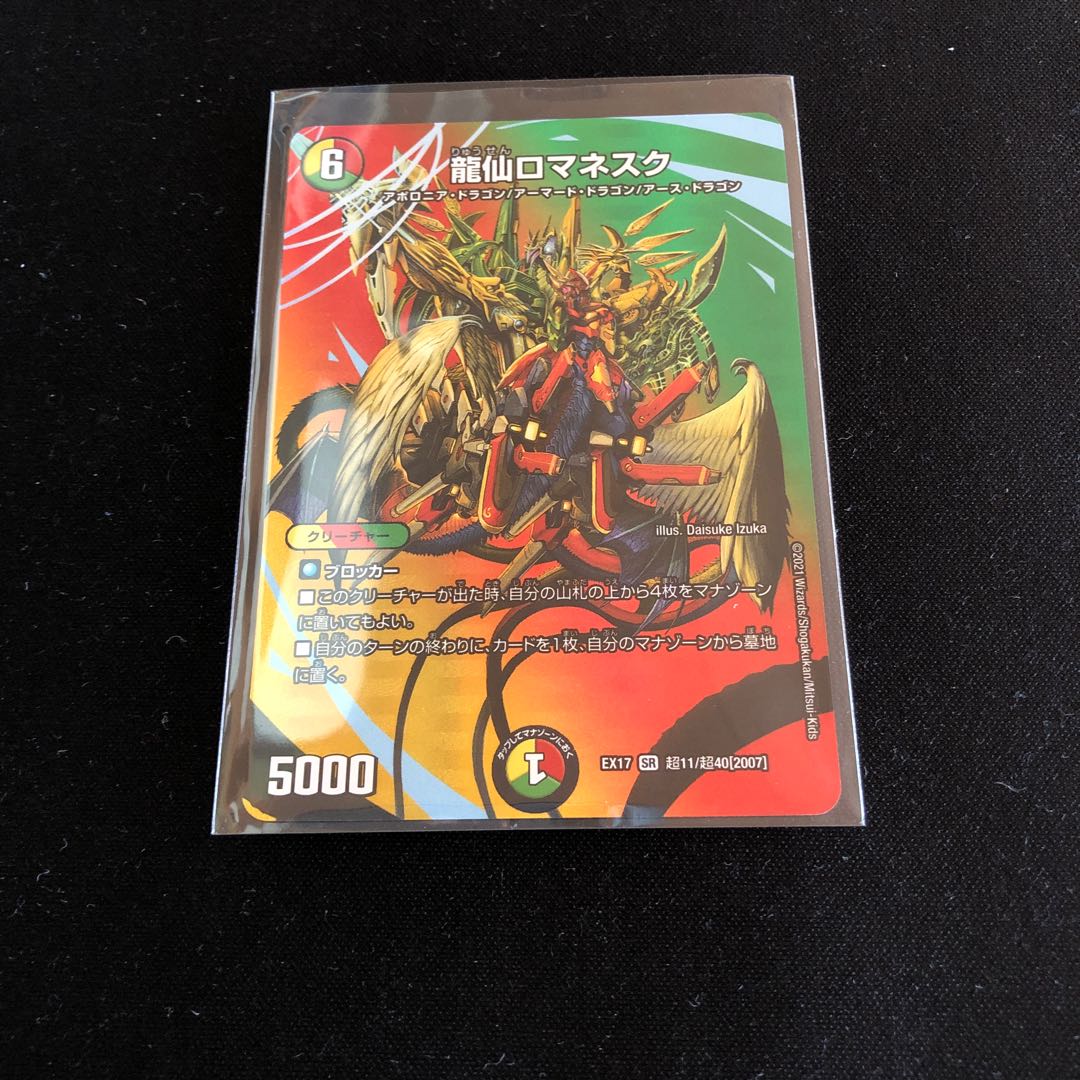 6
りゅうせん
龍仙ロマネスク
アポロニア・ドラゴン/アーマード・ドラゴン/アース・ドラゴン
illus. Daisuke Izuka
クリーチャー
ブロッカー
■このクリーチャーが出た時、自分の山札の上から4枚をマナゾーン
に置いてもよい。
■自分のターンの終わりに、カードを1枚、自分のマナゾーンから墓地
に置く。
©2021 Wizards/Shogakukan/Mitsui-Kids
タップしてマナゾーンにおく
1
5000
EX17 SR 超11/超40[2007]